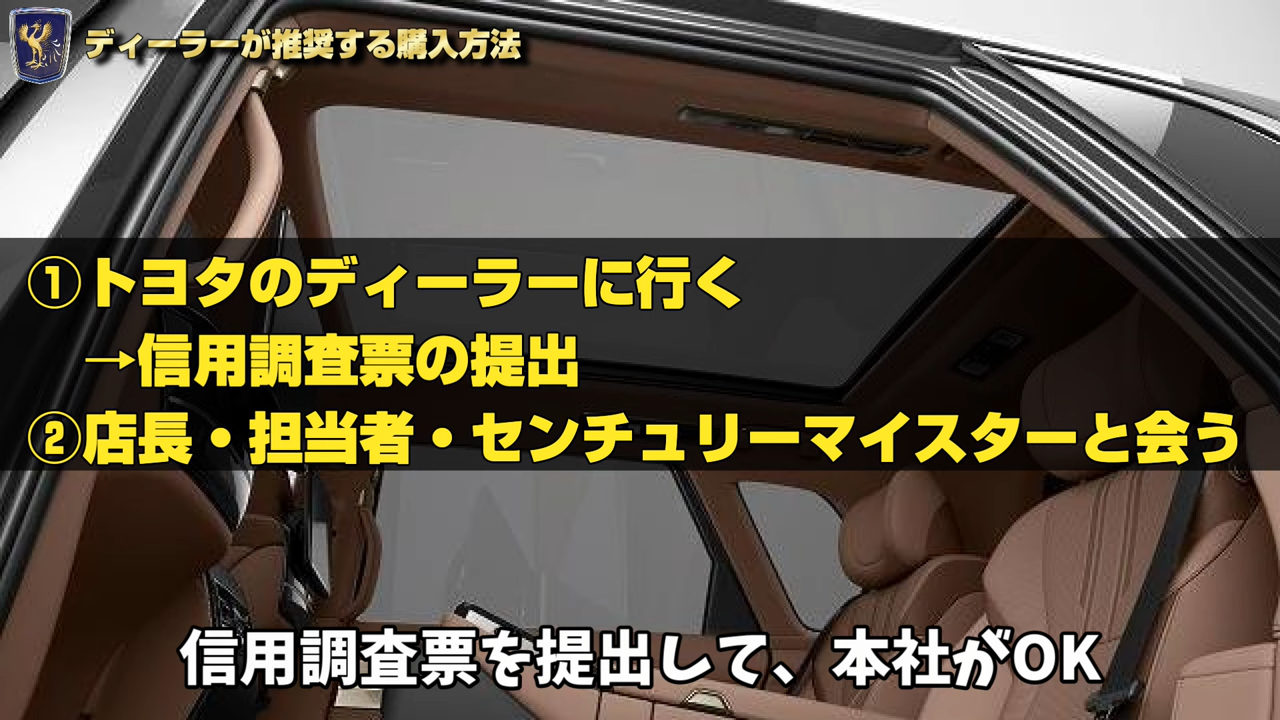 ディーラーが推奨する購入方法
①トヨタのディーラーに行く
→信用調査票の提出
②店長・担当者・センチュリーマイスターと会う
信用調査票を提出して、本社がOK